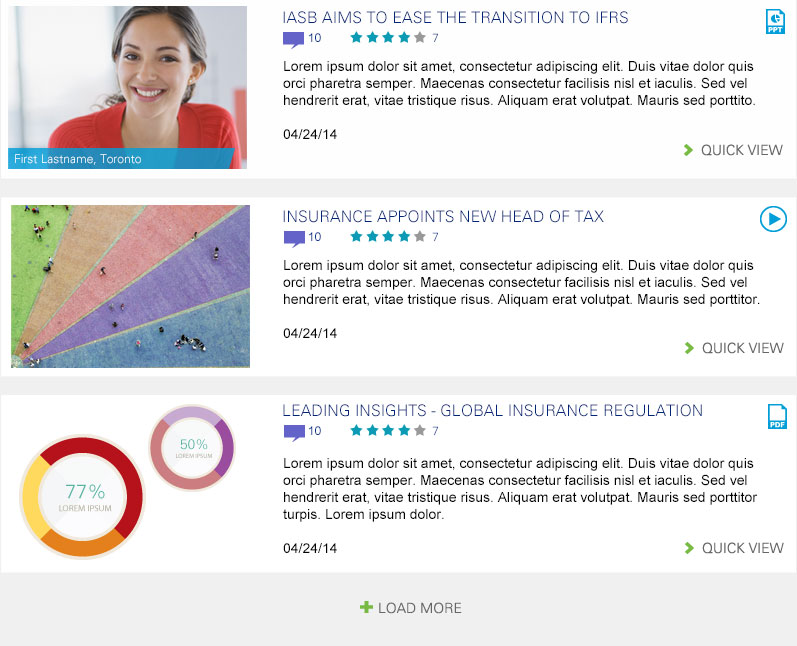 IASB AIMS TO EASE THE TRANSITION TO IFRS
PPT
10
7
Lorem ipsum dolor sit amet, consectetur adipiscing elit. Duis vitae dolor quis
orci pharetra semper. Maecenas consectetur facilisis nisl et iaculis. Sed vel
hendrerit erat, vitae tristique risus. Aliquam erat volutpat. Mauris sed porttito.
04/24/14
QUICK VIEW
First Lastname, Toronto
INSURANCE APPOINTS NEW HEAD OF TAX
10
7
Lorem ipsum dolor sit amet, consectetur adipiscing elit. Duis vitae dolor quis
orci pharetra semper. Maecenas consectetur facilisis nisl et iaculis. Sed vel
hendrerit erat, vitae tristique risus. Aliquam erat volutpat. Mauris sed porttitor.
04/24/14
QUICK VIEW
LEADING INSIGHTS - GLOBAL INSURANCE REGULATION
PDF
10
7
50%
LOREM IPSUM
77%
LOREM IPSUM
Lorem ipsum dolor sit amet, consectetur adipiscing elit. Duis vitae dolor quis
orci pharetra semper. Maecenas consectetur facilisis nisl et iaculis. Sed vel
hendrerit erat, vitae tristique risus. Aliquam erat volutpat. Mauris sed porttitor
turpis. Lorem ipsum dolor.
04/24/14
QUICK VIEW
LOAD MORE